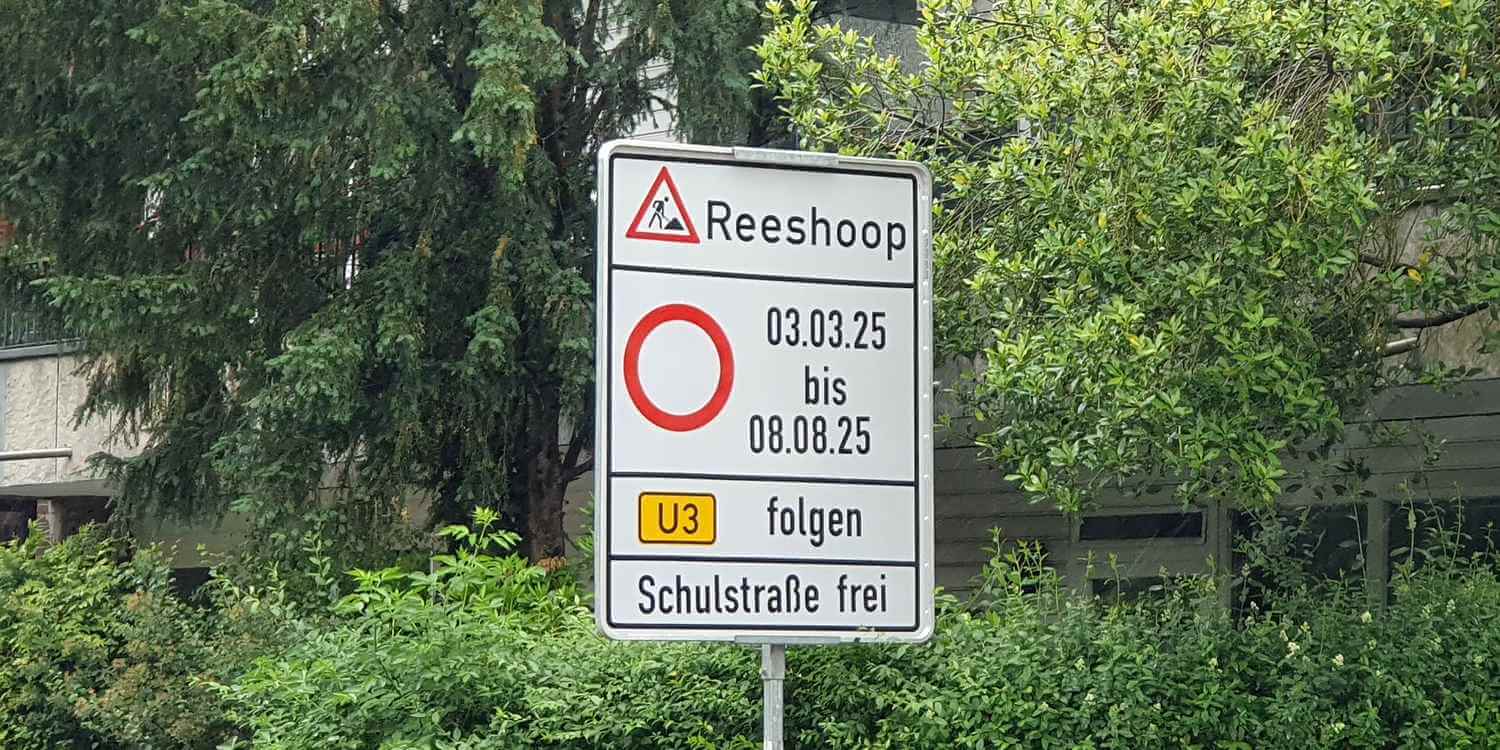 Reeshoop
03.03.25
bis
08.08.25
U3 folgen
Schulstraße frei